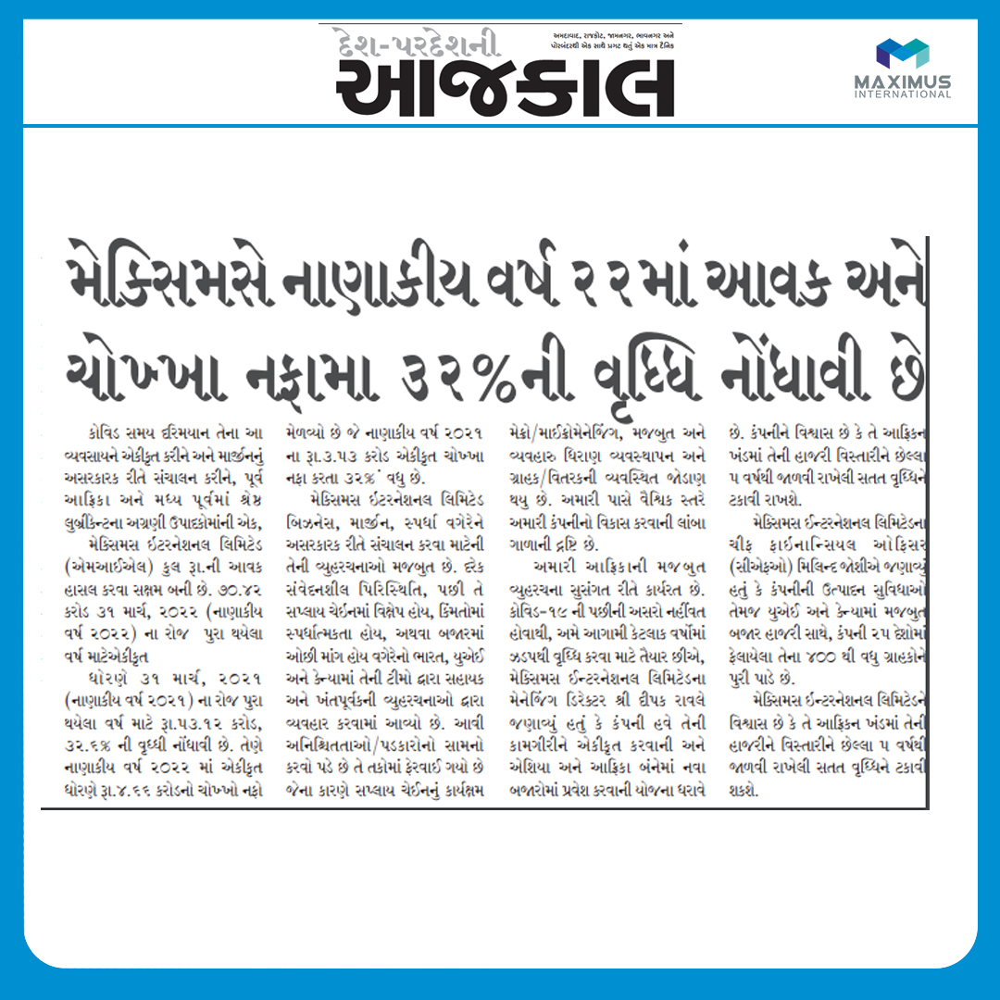 દેશ-પરદેશની
અમદાવાદ, રાજકોટ, જામનગર, ભાવનગર અને
પોરબંદરથી એક સાથે પ્રગટ થતું એક માત્ર દૈનિક
આજકાલ
MAXIMUS
INTERNATIONAL
મેક્સિમસે નાણાકીય વર્ષ ૨૨માં આવક અને
ચોખ્ખા નફામા ૩૨%ની વૃધ્ધિ નોંધાવી છે
કોવિડ સમય દરિમયાન તેના આ
વ્યવસાયને એકીકૃત કરીને અને માર્જીનનું
અસરકારક રીતે સંચાલન કરીને, પૂર્વ
આફ્રિકા અને મધ્ય પૂર્વમાં શ્રેષ્ઠ
લુબ્રીકેન્ટના અગ્રણી ઉપાદકોમાંની એક,
મેક્સિમસ ઇટરનેશનલ લિમિટેડ
(એમઆઈએલ) કુલ રૂા.ની આવક
હાસલ કરવા સક્ષમ બની છે. ૭૦.૪૨
કરોડ ૩૧ માર્ચ, ૨૦૨૨ (નાણાકીય
વર્ષ ૨૦૨૨) ના રોજ પુરા થયેલા
વર્ષ માટેએકીકૃત
ધોરણે ૩૧ માર્ચ, ૨૦૨૧
(નાણાકીય વર્ષ ૨૦૨૧) ના રોજ પુરા
થયેલા વર્ષ માટે રૂા.૫૩.૧૨ કરોડ,
૩૨.૬% ની વૃધ્ધી નોંધાવી છે. તેણે
નાણાકીય વર્ષ ૨૦૨૨ માં એકીકૃત
ધોરણે રૂા.૪.૬૬ કરોડનો ચોખ્ખો નફો
મેળવ્યો છે જે નાણાકીય વર્ષ ૨૦૨૧
ના રૂા.૩.૫૩ કરોડ એકીકૃત ચોખ્ખા
નફા કરતા ૩૨% વધુ છે.
મેક્સિમસ ઇટરનેશનલ લિમિટેડ
બિઝનેસ, માર્જીન, સ્પર્ધા વગેરેને
અસરકારક રીતે સંચાલન કરવા માટેની
તેની વ્યુહરચનાઓ મજબુત છે. દરેક
સંવેદનશીલ પિરિસ્થિતિ, પછી તે
સપ્લાય ચેઇનમાં વિક્ષેપ હોય, કિંમતોમાં
સ્પર્ધાત્મકતા હોય, અથવા બજારમાં
ઓછી માંગ હોય વગેરેનો ભારત, યુએઈ
અને કેન્યામાં તેની ટીમો દ્વારા સહાયક
અને ખંતપૂર્વકની વ્યુહરચનાઓ દ્વારા
વ્યવહાર કરવામાં આવ્યો છે. આવી
અનિશ્ચિતતાઓ/પડકારોનો સામનો
કરવો પડે છે તે તકોમાં ફેરવાઈ ગયો છે
જેના કારણે સપ્લાય ચેઈનનું કાર્યક્ષમ
મેક્રો/માઈક્રોમેનેજિંગ, મજબુત અને
વ્યવહારુ ધિરાણ વ્યવસ્થાપન અને
ગ્રાહક/વિતરકની વ્યવસ્થિત જોડાણ
થયુ છે. અમારી પાસે વૈશ્વિક સ્તરે
અમારી કંપનીનો વિકાસ કરવાની લાંબા
ગાળાની દ્રષ્ટિ છે.
અમારી આફ્રિકાની મજબુત
વ્યુહરચના સુસંગત રીતે કાર્યરત છે.
કોવિડ-૧૯ ની પછીની અસરો નહીંવત
હોવાથી, અમે આગામી કેટલાક વર્ષોમાં
ઝડપથી વૃધ્ધિ કરવા માટે તૈયાર છીએ,
મેક્સિમસ ઈન્ટરનેશનલ લિમિટેડના
મેનેજિંગ ડિરેક્ટર શ્રી દીપક રાવલે
જણાવ્યું હતું કે કંપની હવે તેની
કામગીરીને એકીકૃત કરવાની અને
એશિયા અને આફ્રિકા બંનેમાં નવા
બજારોમાં પ્રવેશ કરવાની યોજના ધરાવે
છે. કંપનીને વિશ્વાસ છે કે તે આફ્રિકન
ખંડમાં તેની હાજરી વિસ્તારીને છેલ્લા
૫ વર્ષથી જાળવી રાખેલી સતત વૃધ્ધિને
ટકાવી રાખશે.
મેક્સિમસ ઈન્ટરનેશનલ લિમિટેડના
ચીફ ફાઈનાન્સિયલ ઓફિસર
(સીએફઓ) મિલિન્દ જોશીએ જણાવ્યું
હતું કે કંપનીની ઉત્પાદન સુવિધાઓ
તેમજ યુએઈ અને કેન્યામાં મજબુત
બજાર હાજરી સાથે, કંપની ૨૫ દેશોમાં
ફેલાયેલા તેના ૪૦૦ થી વધુ ગ્રાહકોને
પુરી પાડે છે.
મેક્સિમસ ઇન્ટરનેશનલ લિમિટેડને
વિશ્વાસ છે કે તે આફ્રિકન ખંડમાં તેની
હાજરીને વિસ્તારીને છેલ્લા ૫ વર્ષથી
જાળવી રાખેલી સતત વૃધ્ધિને ટકાવી
શકશે.